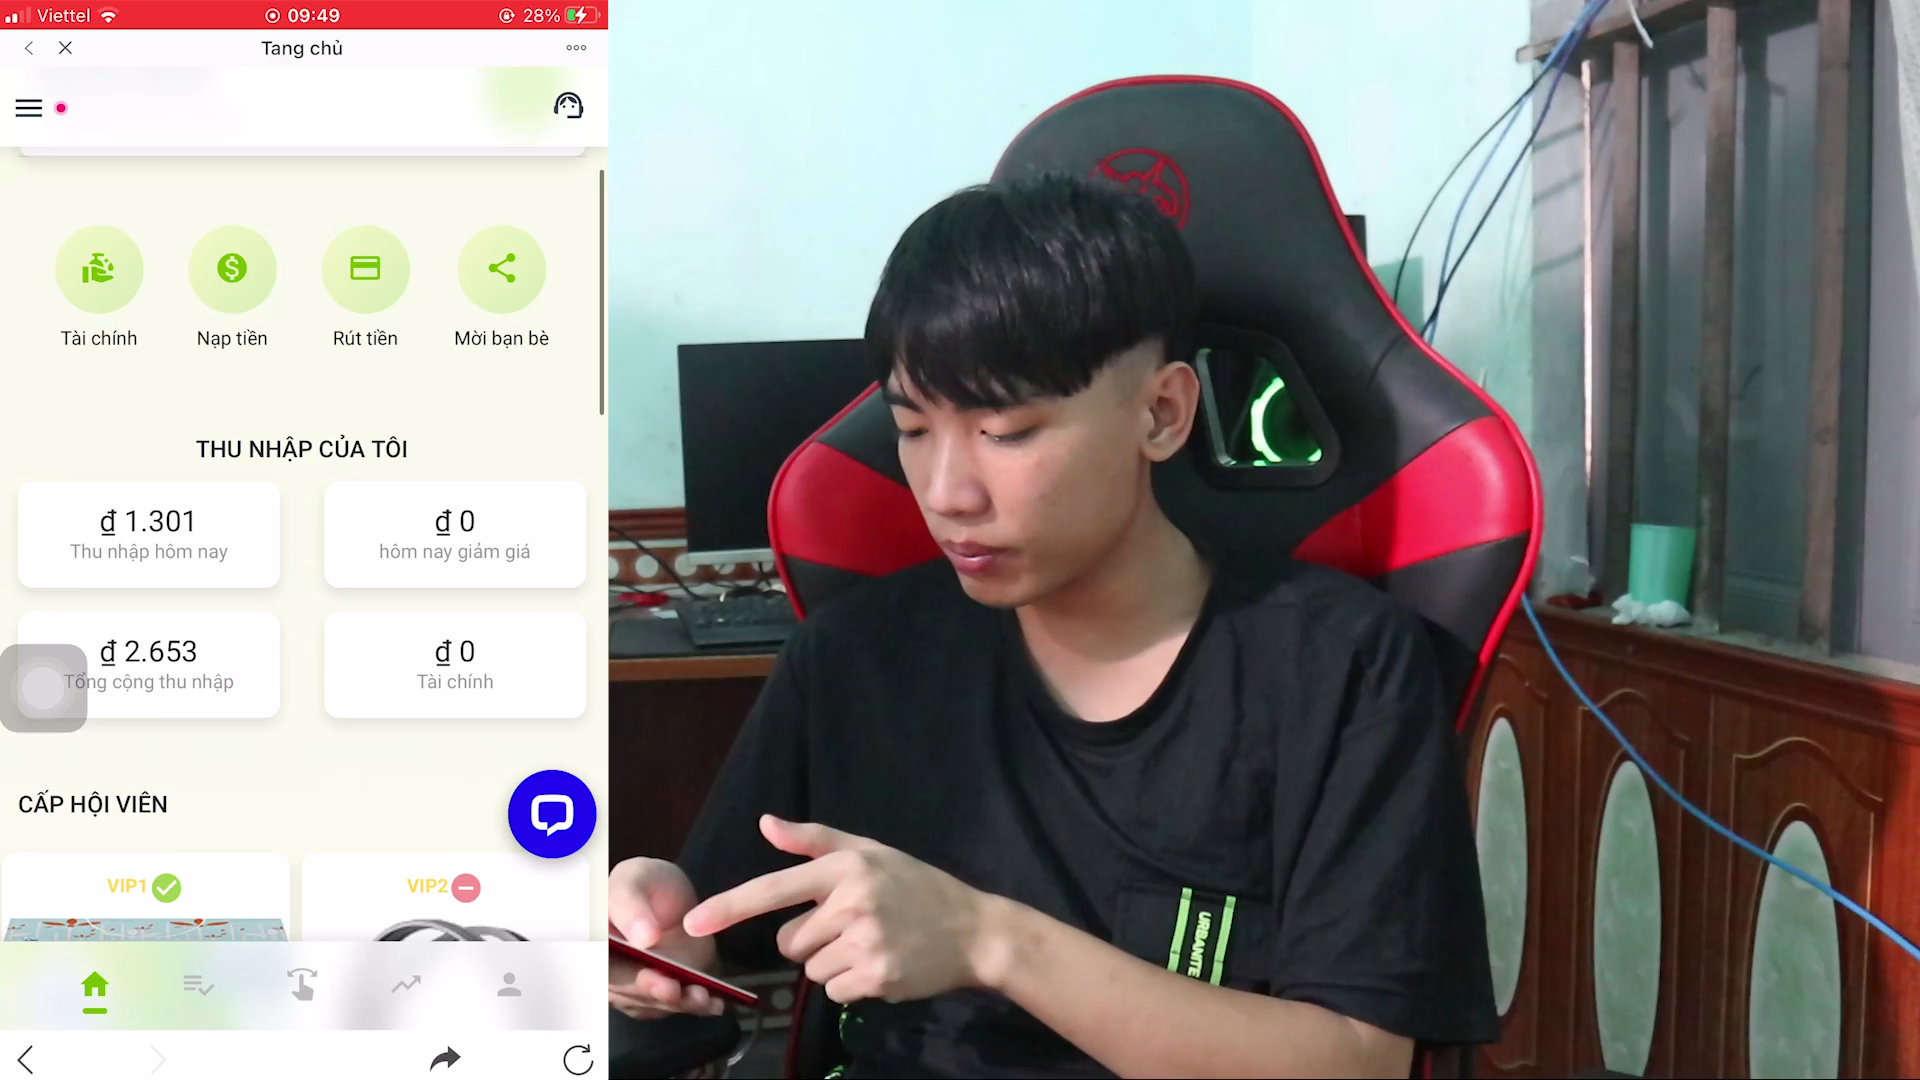 Viettel 09:49 28%
Tang chủ
Tài chính Nạp tiền Rút tiền Mời bạn bè
THU NHẬP CỦA TÔI
₫ 1.301 ₫ 0
Thu nhập hôm nay hôm nay giảm giá
₫ 2.653 ₫ 0
Tổng cộng thu nhập Tài chính
CẤP HỘI VIÊN
VIP1 VIP2
URBANITE